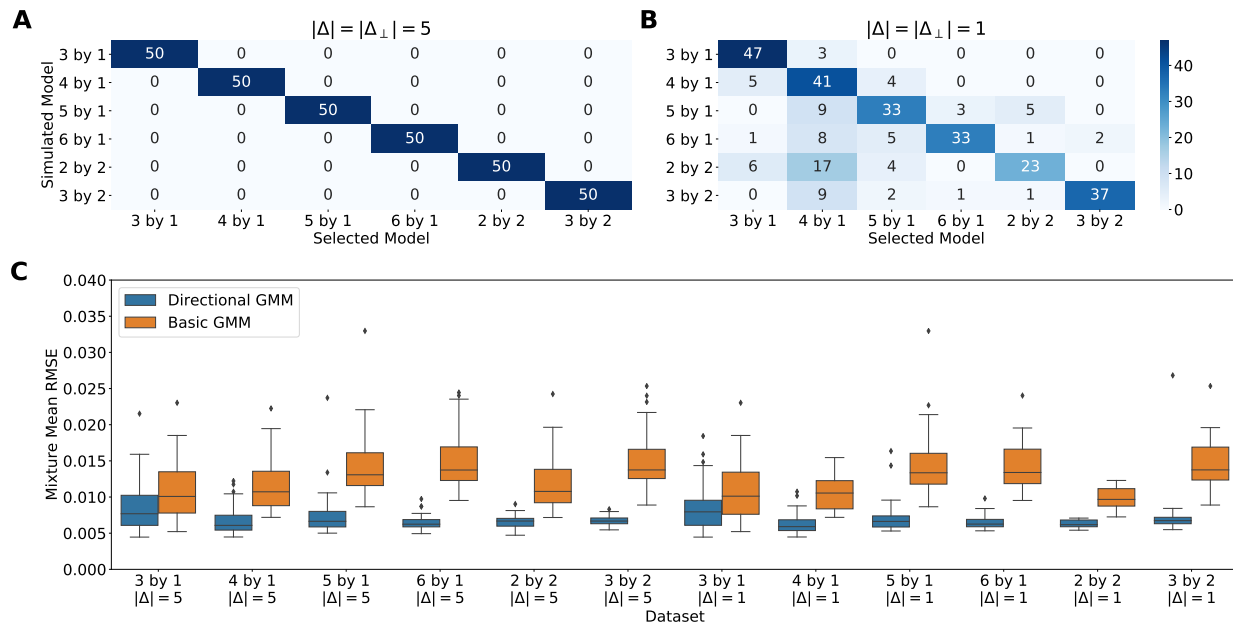 A
|Δ| = |Δ⊥| = 5
Simulated Model
3 by 1 50 0 0 0 0 0
4 by 1 0 50 0 0 0 0
5 by 1 0 0 50 0 0 0
6 by 1 0 0 0 50 0 0
2 by 2 0 0 0 0 50 0
3 by 2 0 0 0 0 0 50
3 by 1 4 by 1 5 by 1 6 by 1 2 by 2 3 by 2
Selected Model
B
|Δ| = |Δ⊥| = 1
3 by 1 47 3 0 0 0 0
4 by 1 5 41 4 0 0 0
5 by 1 0 9 33 3 5 0
6 by 1 1 8 5 33 1 2
2 by 2 6 17 4 0 23 0
3 by 2 0 9 2 1 1 37
3 by 1 4 by 1 5 by 1 6 by 1 2 by 2 3 by 2
Selected Model
40
30
20
10
0
C
Mixture Mean RMSE
0.040
0.035
0.030
0.025
0.020
0.015
0.010
0.005
0.000
Directional GMM
Basic GMM
3 by 1 4 by 1 5 by 1 6 by 1 2 by 2 3 by 2 3 by 1 4 by 1 5 by 1 6 by 1 2 by 2 3 by 2
|Δ| = 5 |Δ| = 5 |Δ| = 5 |Δ| = 5 |Δ| = 5 |Δ| = 5 |Δ| = 1 |Δ| = 1 |Δ| = 1 |Δ| = 1 |Δ| = 1 |Δ| = 1
Dataset